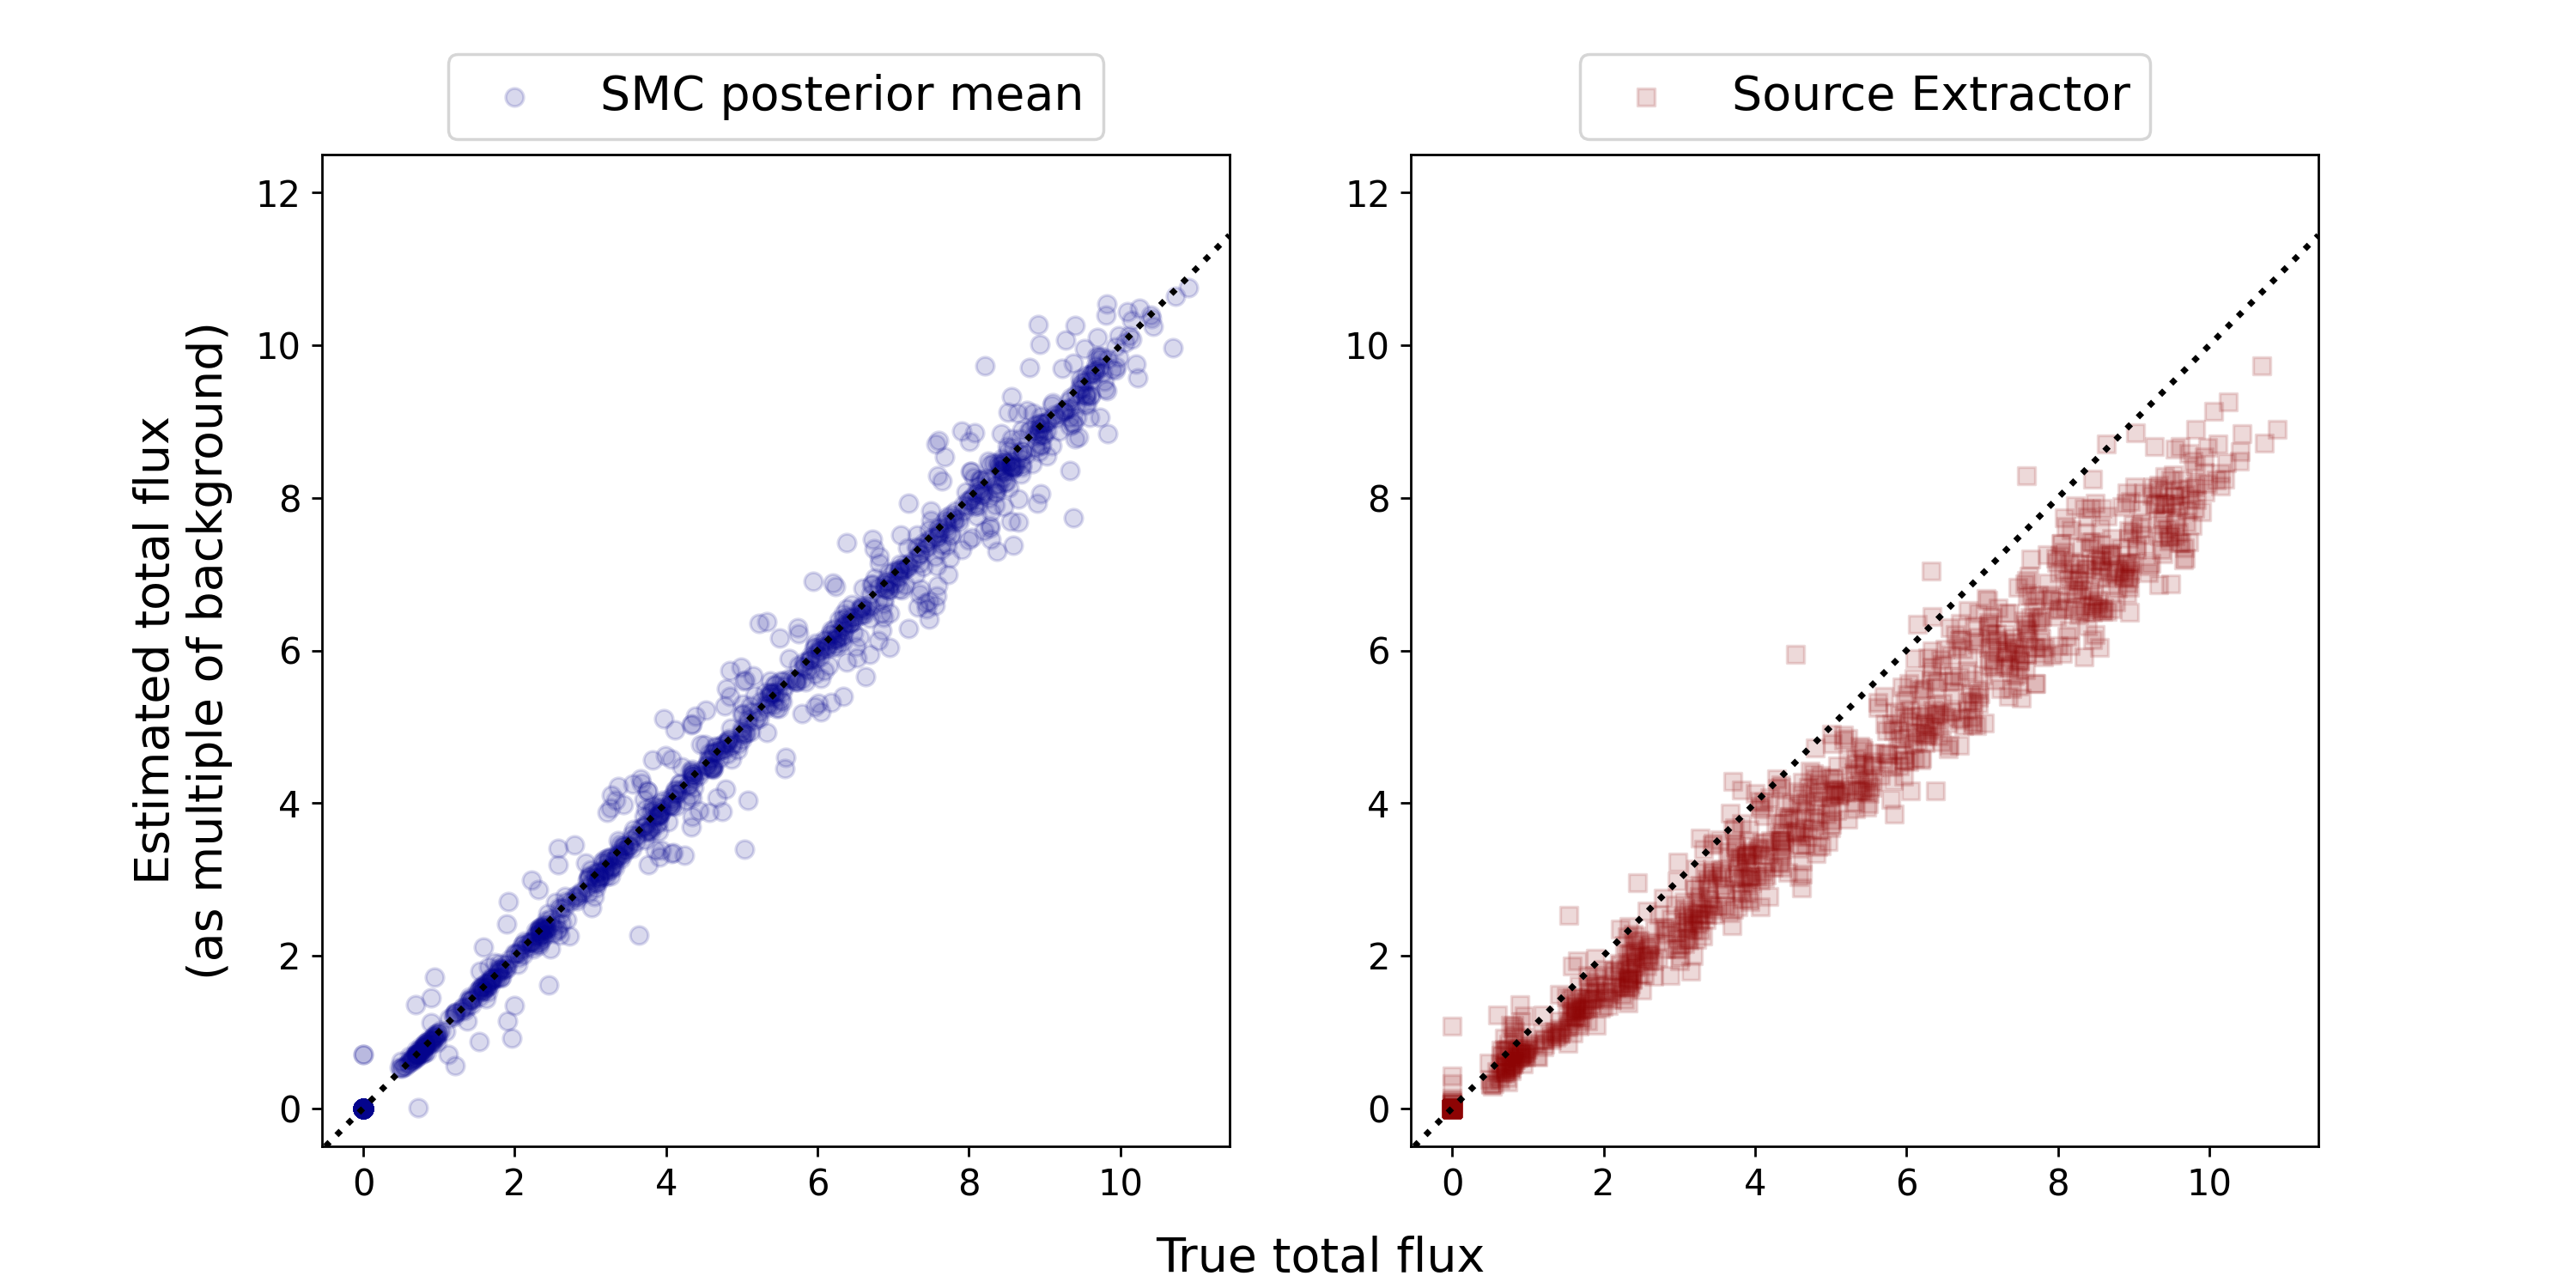 SMC posterior mean
Source Extractor
Estimated total flux
(as multiple of background)
12
10
8
6
4
2
0
0 2 4 6 8 10
12
10
8
6
4
2
0
0 2 4 6 8 10
True total flux